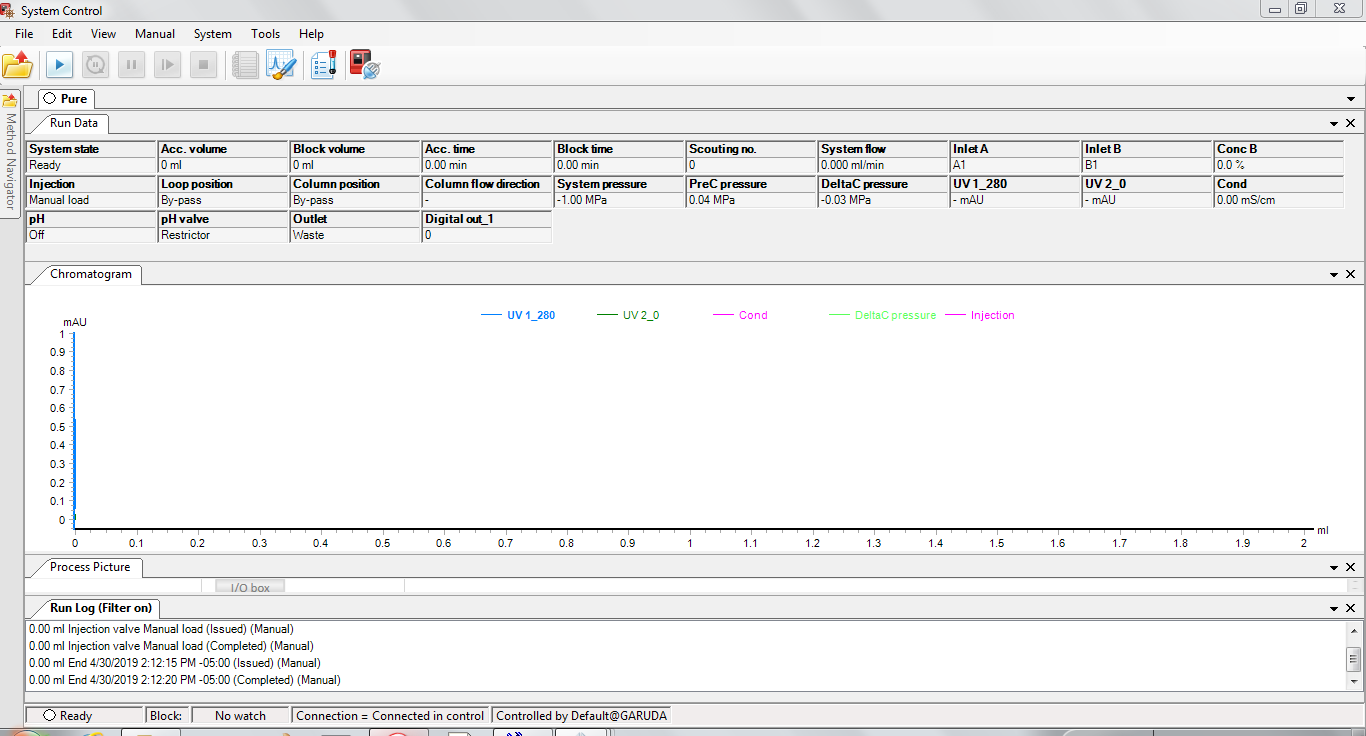 System Control
File Edit View Manual System Tools Help
Method Navigator
Pure
Run Data
System state Acc. volume Block volume Acc. time Block time Scouting no. System flow Inlet A Inlet B Conc B
Ready 0 ml 0 ml 0.00 min 0.00 min 0 0.000 ml/min A1 B1 0.0 %
Injection Loop position Column position Column flow direction System pressure PreC pressure DeltaC pressure UV 1_280 UV 2_0 Cond
Manual load By-pass By-pass - -1.00 MPa 0.04 MPa -0.03 MPa - mAU - mAU 0.00 mS/cm
pH pH valve Outlet Digital out_1
Off Restrictor Waste 0
Chromatogram
UV 1_280 UV 2_0 Cond DeltaC pressure Injection
mAU
1
0.9
0.8
0.7
0.6
0.5
0.4
0.3
0.2
0.1
0
0 0.1 0.2 0.3 0.4 0.5 0.6 0.7 0.8 0.9 1 1.1 1.2 1.3 1.4 1.5 1.6 1.7 1.8 1.9 2 ml
Process Picture
I/O box
Run Log (Filter on)
0.00 ml Injection valve Manual load (Issued) (Manual)
0.00 ml Injection valve Manual load (Completed) (Manual)
0.00 ml End 4/30/2019 2:12:15 PM -05:00 (Issued) (Manual)
0.00 ml End 4/30/2019 2:12:20 PM -05:00 (Completed) (Manual)
Ready Block: No watch Connection = Connected in control Controlled by Default@GARUDA